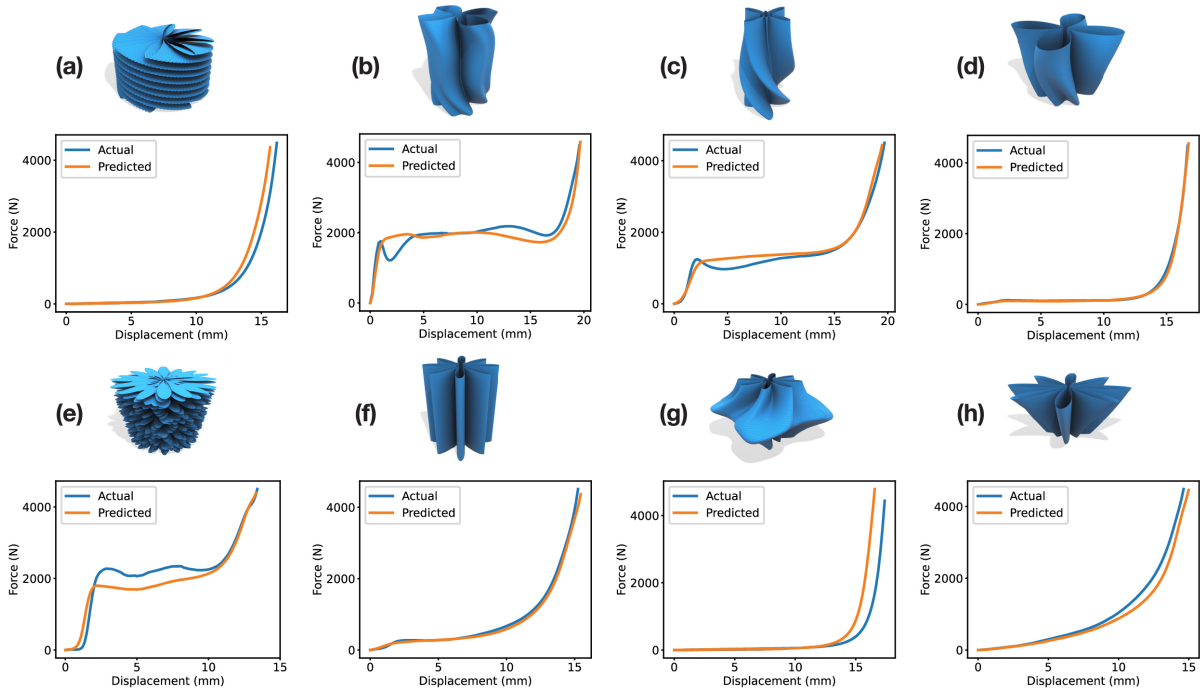 (a)
(b)
(c)
(d)
Actual
Predicted
Force (N)
4000
2000
0
0 5 10 15
Displacement (mm)
Actual
Predicted
Force (N)
4000
2000
0
0 5 10 15 20
Displacement (mm)
Actual
Predicted
Force (N)
4000
2000
0
0 5 10 15 20
Displacement (mm)
Actual
Predicted
Force (N)
4000
2000
0
0 5 10 15
Displacement (mm)
(e)
(f)
(g)
(h)
Actual
Predicted
Force (N)
4000
2000
0
0 5 10 15
Displacement (mm)
Actual
Predicted
Force (N)
4000
2000
0
0 5 10 15
Displacement (mm)
Actual
Predicted
Force (N)
4000
2000
0
0 5 10 15
Displacement (mm)
Actual
Predicted
Force (N)
4000
2000
0
0 5 10 15
Displacement (mm)